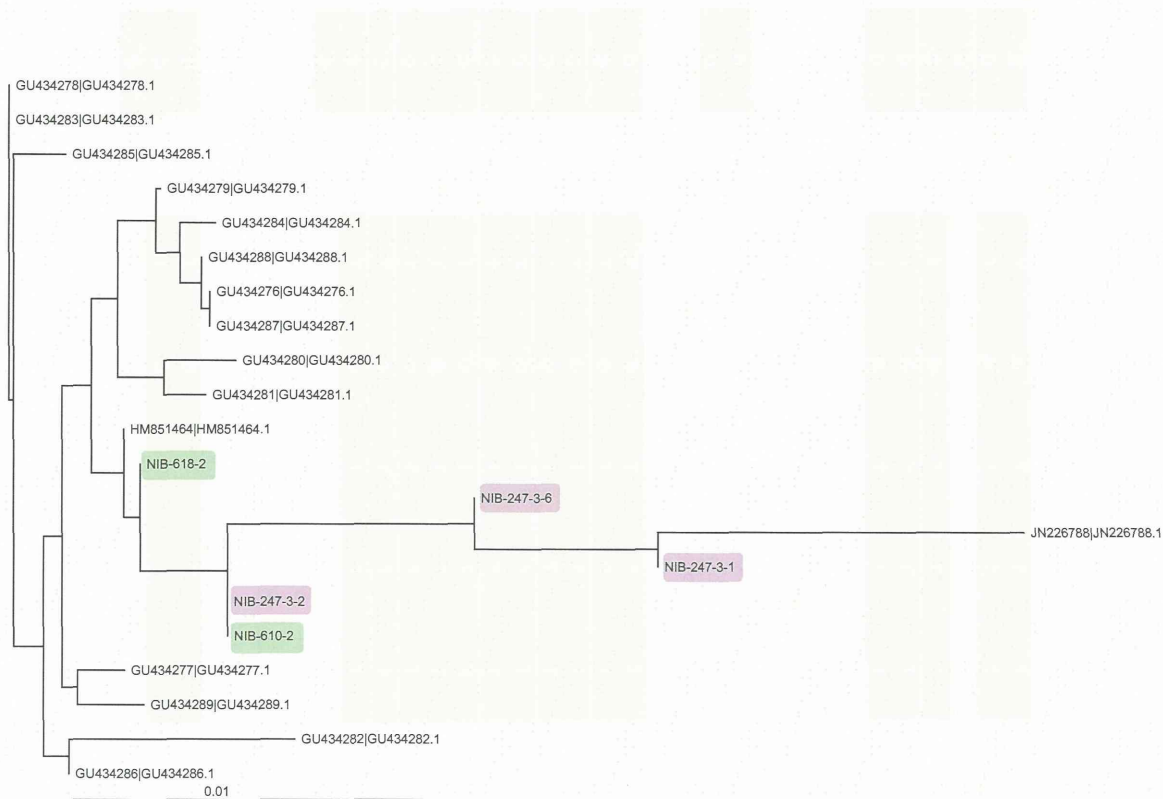 GU434278|GU434278.1
GU434283|GU434283.1
GU434285|GU434285.1
GU434279|GU434279.1
GU434284|GU434284.1
GU434288|GU434288.1
GU434276|GU434276.1
GU434287|GU434287.1
GU434280|GU434280.1
GU434281|GU434281.1
HM851464|HM851464.1
NIB-618-2
NIB-247-3-6
JN226788|JN226788.1
NIB-247-3-1
NIB-247-3-2
NIB-610-2
GU434277|GU434277.1
GU434289|GU434289.1
GU434282|GU434282.1
GU434286|GU434286.1
0.01